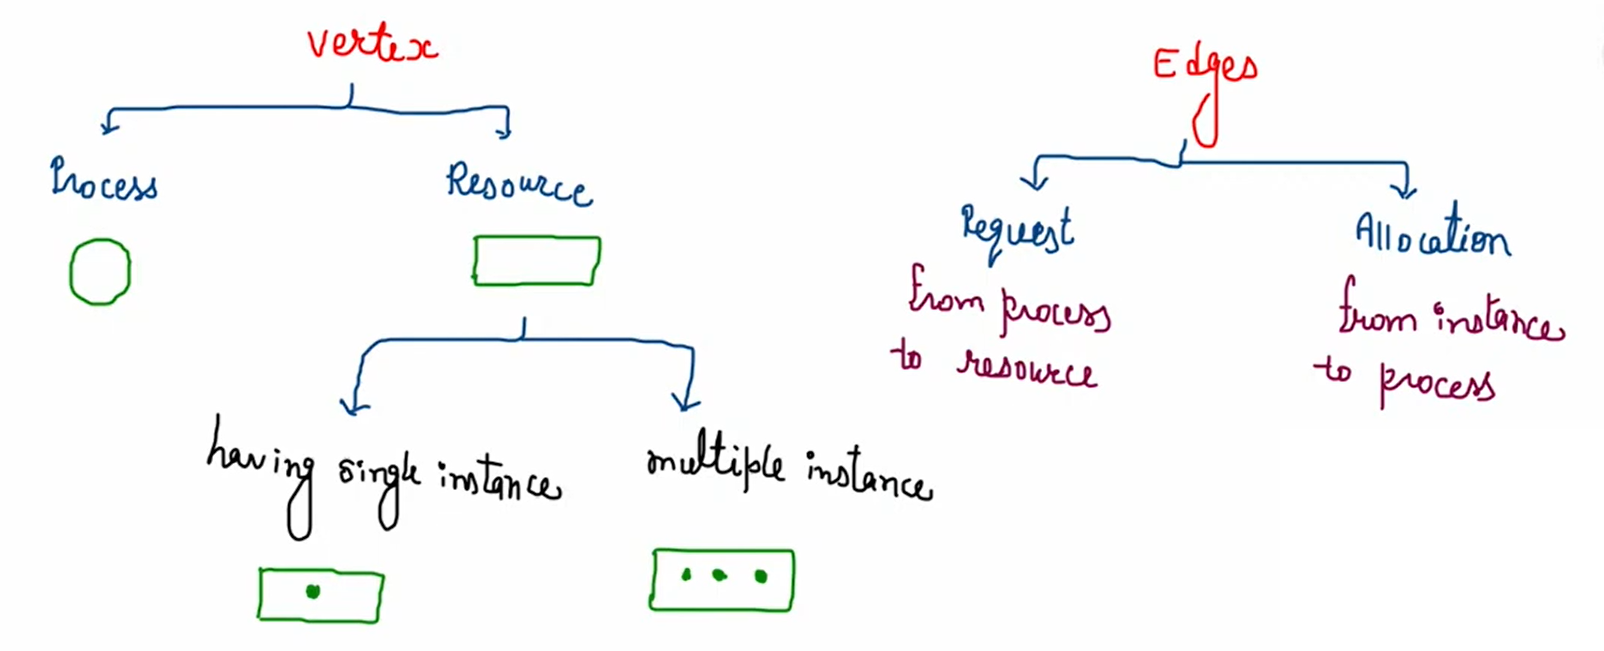 Vertex
Process
Resource
having single instance
multiple instance
Edges
Request
from process
to resource
Allocation
from instance
to process